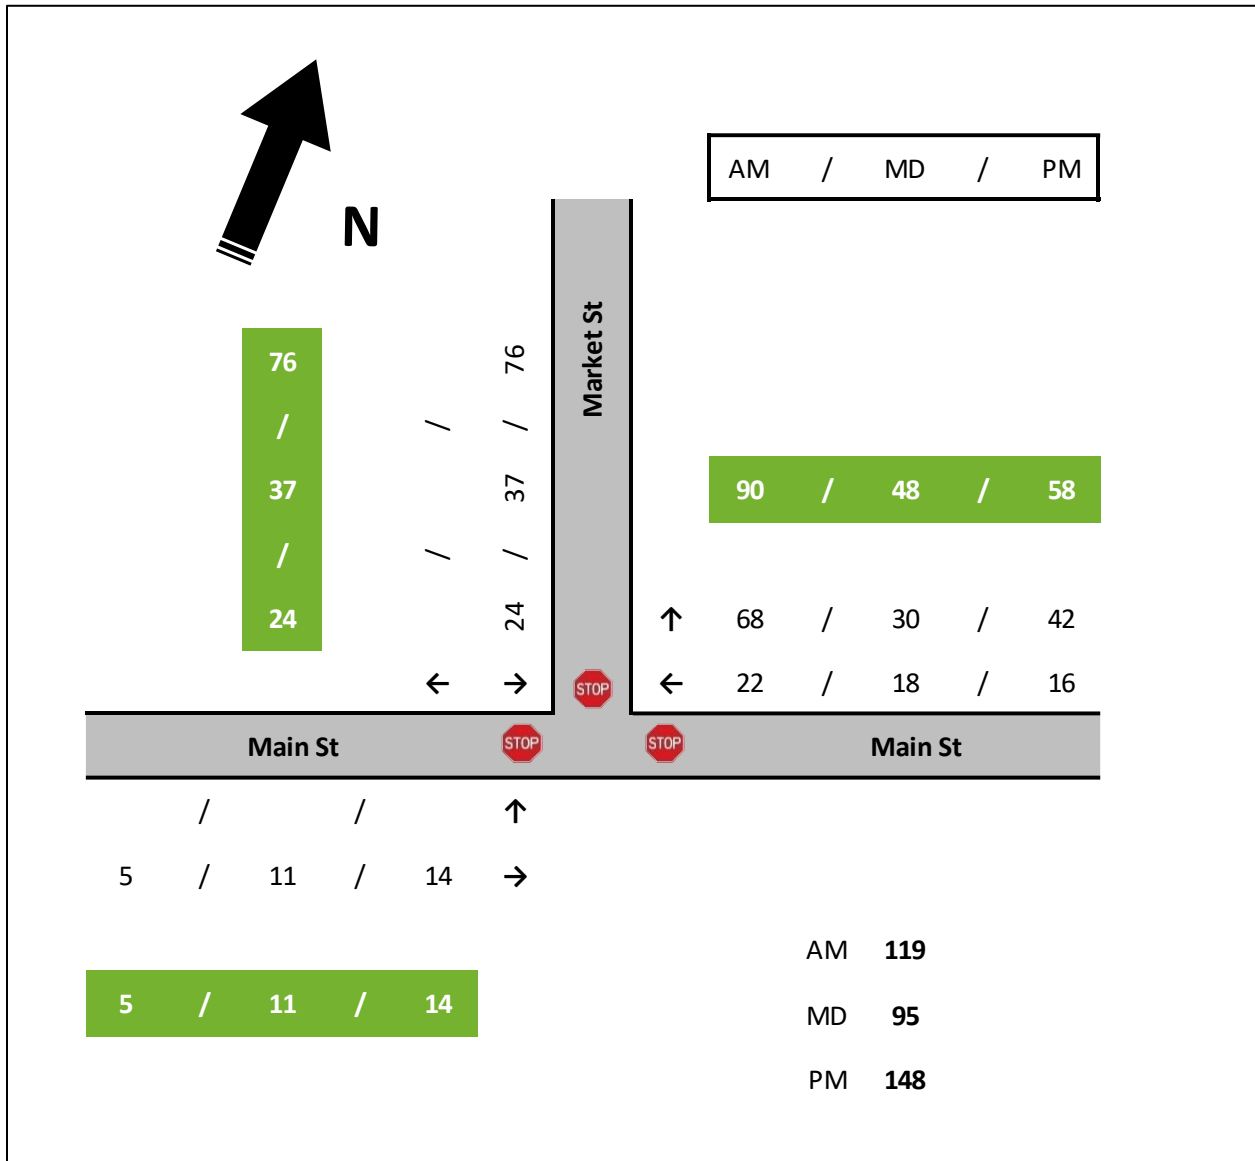 AM / MD / PM
N
Market St
76
/
37
/
24
76
/ /
37
/ /
24
90 / 48 / 58
↑ 68 / 30 / 42
← → STOP ← 22 / 18 / 16
Main St STOP STOP Main St
/ / ↑
5 / 11 / 14 →
5 / 11 / 14
AM 119
MD 95
PM 148